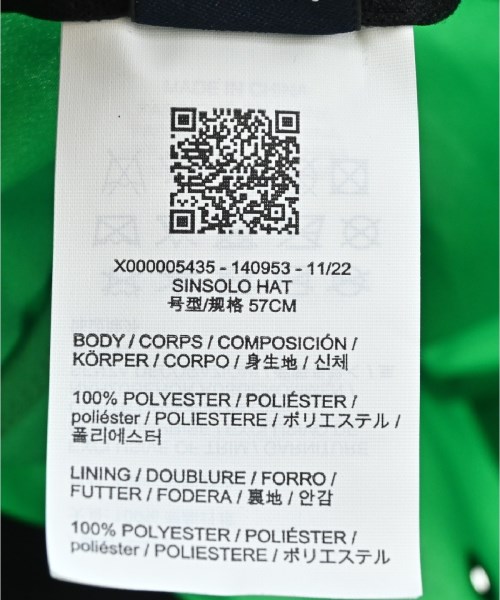 X000005435 - 140953 - 11/22
SINSOLO HAT
号型/规格 57CM
BODY / CORPS / COMPOSICIÓN /
KÖRPER / CORPO / 身生地 / 신체
100% POLYESTER / POLIÉSTER /
poliéster / POLIESTERE / ポリエステル /
폴리에스터
LINING / DOUBLURE / FORRO /
FUTTER / FODERA / 裏地 / 안감
100% POLYESTER / POLIÉSTER /
poliéster / POLIESTERE / ポリエステル